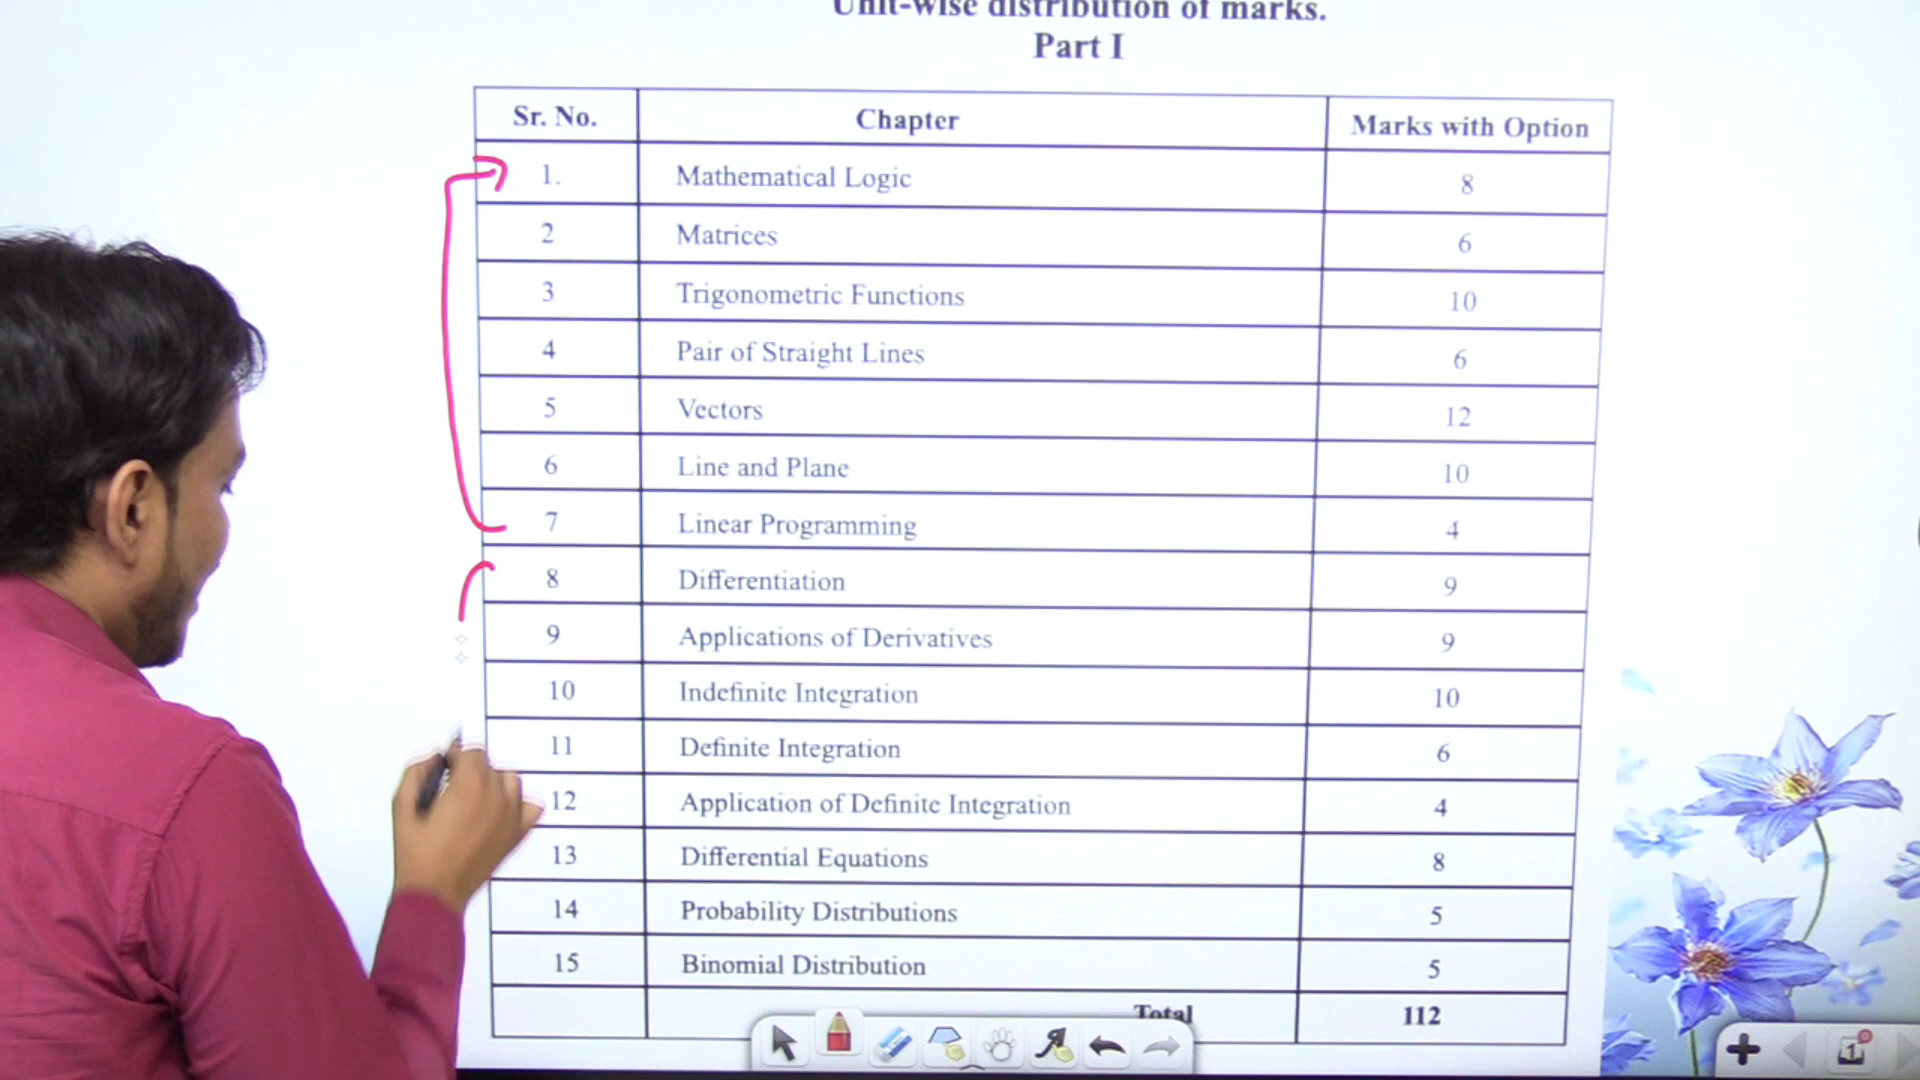 Unit-wise distribution of marks.
Part I
Sr. No. Chapter Marks with Option
1. Mathematical Logic 8
2 Matrices 6
3 Trigonometric Functions 10
4 Pair of Straight Lines 6
5 Vectors 12
6 Line and Plane 10
7 Linear Programming 4
8 Differentiation 9
9 Applications of Derivatives 9
10 Indefinite Integration 10
11 Definite Integration 6
12 Application of Definite Integration 4
13 Differential Equations 8
14 Probability Distributions 5
15 Binomial Distribution 5
Total 112
1